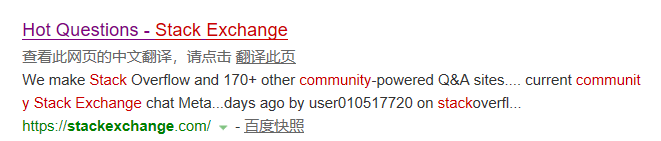 Hot Questions - Stack Exchange
查看此网页的中文翻译，请点击 翻译此页
We make Stack Overflow and 170+ other community-powered Q&A sites.... current communit
y Stack Exchange chat Meta...days ago by user010517720 on stackoverfl...
https://stackexchange.com/ - 百度快照